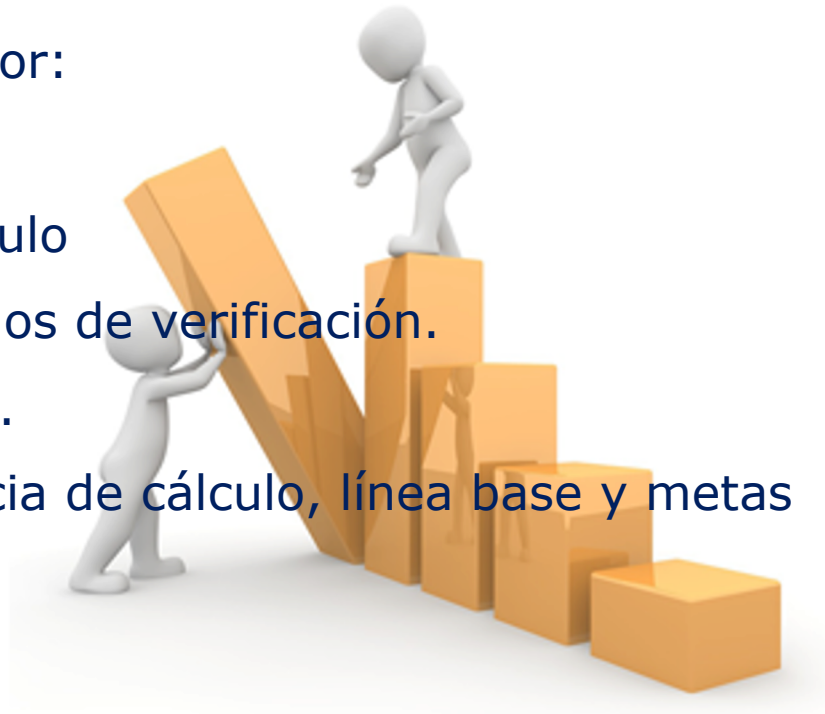 or:
ulo
os de verificación.
.
cia de cálculo, línea base y metas